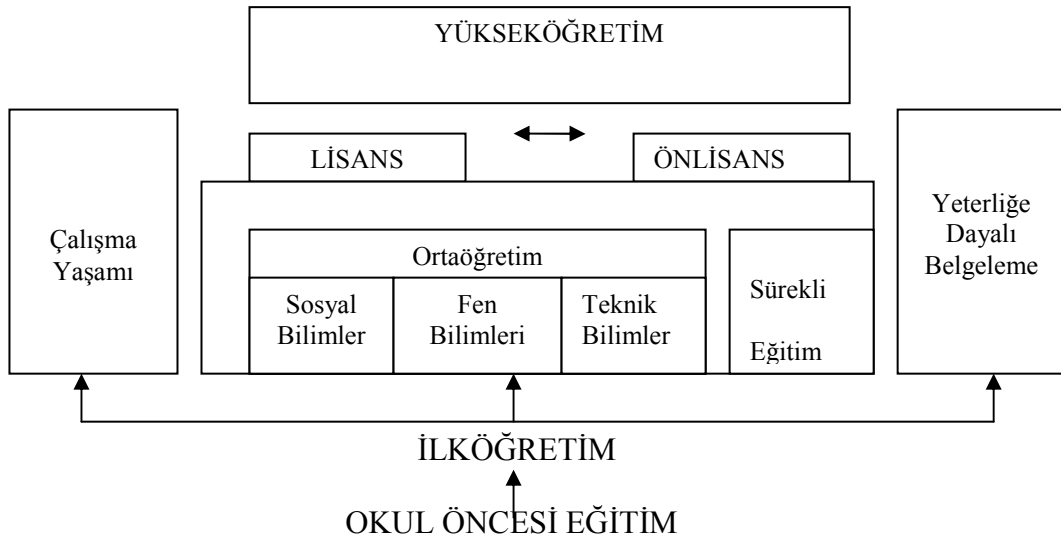 YÜKSEKÖĞRETİM
LİSANS
ÖNLİSANS
Çalışma
Yaşamı
Ortaöğretim
Sosyal
Bilimler
Fen
Bilimleri
Teknik
Bilimler
Sürekli
Eğitim
Yeterliğe
Dayalı
Belgeleme
İLKÖĞRETİM
OKUL ÖNCESİ EĞİTİM